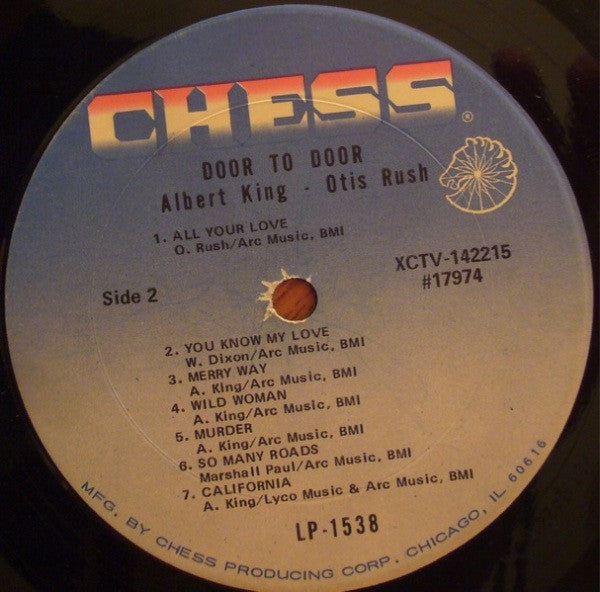 CHESS®
DOOR TO DOOR
Albert King - Otis Rush
1. ALL YOUR LOVE
O. Rush/Arc Music, BMI
Side 2
XCTV-142215
#17974
2. YOU KNOW MY LOVE
W. Dixon/Arc Music, BMI
3. MERRY WAY
A. King/Arc Music, BMI
4. WILD WOMAN
A. King/Arc Music, BMI
5. MURDER
A. King/Arc Music, BMI
6. SO MANY ROADS
Marshall Paul/Arc Music, BMI
7. CALIFORNIA
A. King/Lyco Music & Arc Music, BMI
LP-1538
MFG. BY CHESS PRODUCING CORP. CHICAGO, IL 60616